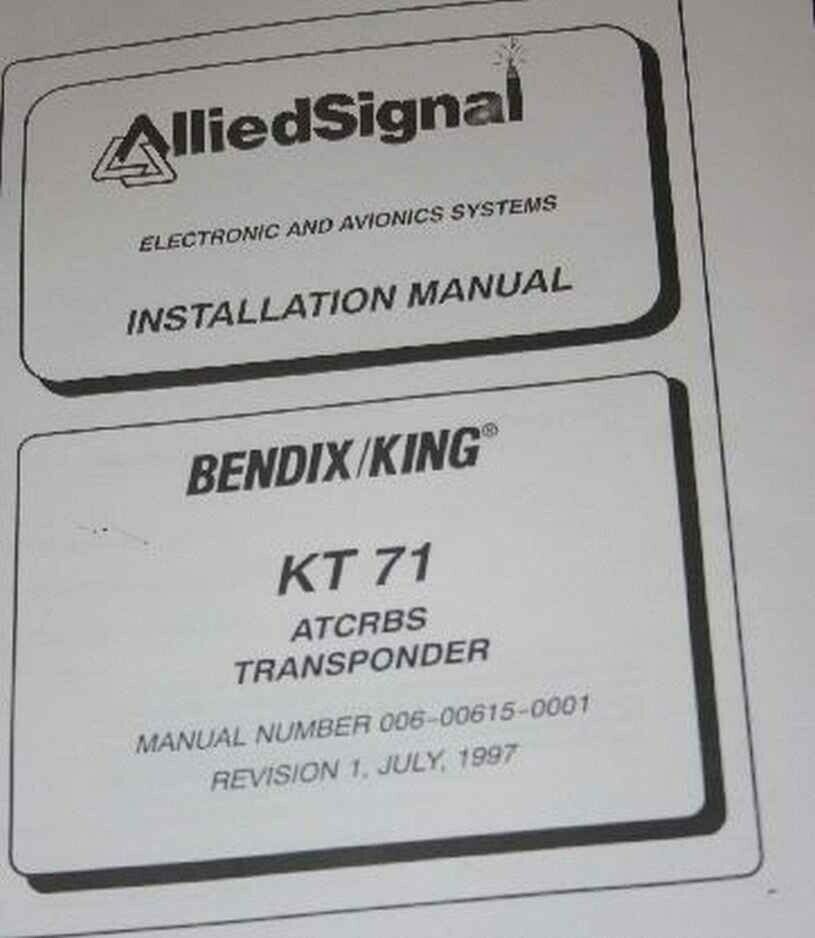 AlliedSignal
ELECTRONIC AND AVIONICS SYSTEMS
INSTALLATION MANUAL
BENDIX/KING®
KT 71
ATCRBS
TRANSPONDER
MANUAL NUMBER 006-00615-0001
REVISION 1, JULY, 1997